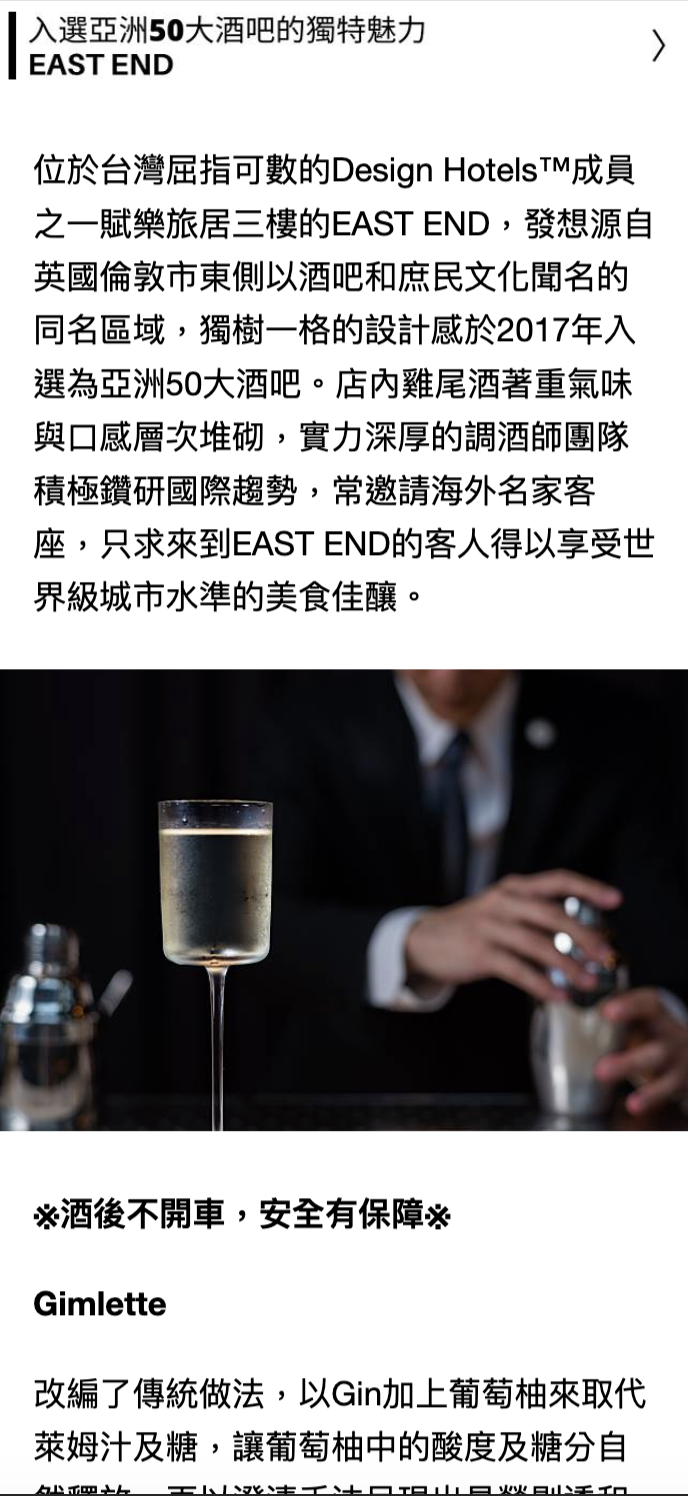 入選亞洲50大酒吧的獨特魅力
EAST END
位於台灣屈指可數的Design Hotels™成員
之一賦樂旅居三樓的EAST END，發想源自
英國倫敦市東側以酒吧和庶民文化聞名的
同名區域，獨樹一格的設計感於2017年入
選為亞洲50大酒吧。店內雞尾酒著重氣味
與口感層次堆砌，實力深厚的調酒師團隊
積極鑽研國際趨勢，常邀請海外名家客
座，只求來到EAST END的客人得以享受世
界級城市水準的美食佳釀。
※酒後不開車，安全有保障※
Gimlette
改編了傳統做法，以Gin加上葡萄柚來取代
萊姆汁及糖，讓葡萄柚中的酸度及糖分自